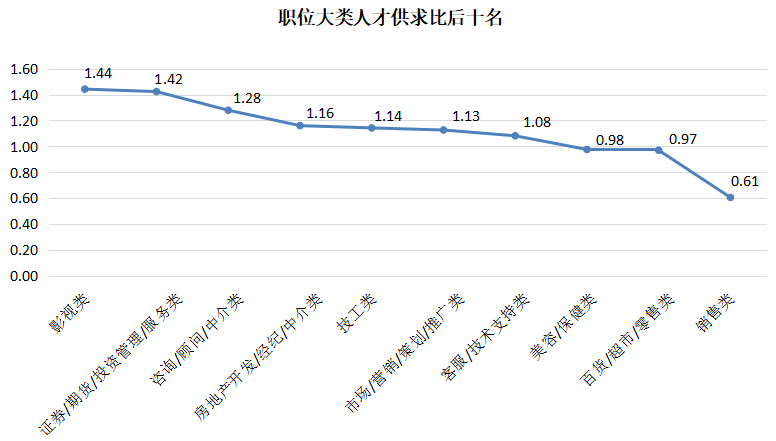 职位大类人才供求比后十名
1.60
1.40
1.20
1.00
0.80
0.60
0.40
0.20
0.00
1.44
1.42
1.28
1.16
1.14
1.13
1.08
0.98
0.97
0.61
影视类
证券/期货/投资管理/服务类
咨询/顾问/中介类
房地产开发/经纪/中介类
技工类
市场/营销/策划/推广类
客服/技术支持类
美容/保健类
百货/超市/零售类
销售类